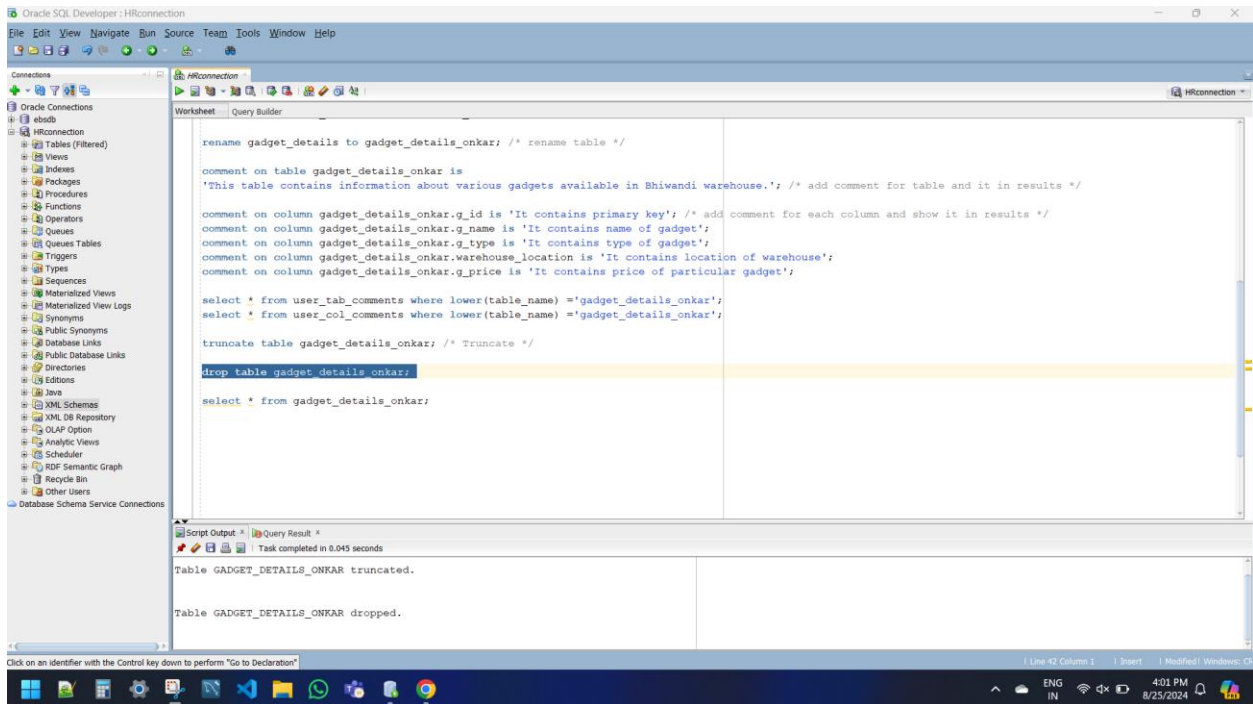 Oracle SQL Developer : HRconnection
File Edit View Navigate Run Source Team Tools Window Help
Connections
HRconnection
HRconnection
Oracle Connections
ebsdb
HRconnection
Tables (Filtered)
Views
Indexes
Packages
Procedures
Functions
Operators
Queues
Queues Tables
Triggers
Types
Sequences
Materialized Views
Materialized View Logs
Synonyms
Public Synonyms
Database Links
Public Database Links
Directories
Editions
Java
XML Schemas
XML DB Repository
OLAP Option
Analytic Views
Scheduler
RDF Semantic Graph
Recycle Bin
Other Users
Database Schema Service Connections
Worksheet Query Builder
rename gadget_details to gadget_details_onkar; /* rename table */
comment on table gadget_details_onkar is
'This table contains information about various gadgets available in Bhiwandi warehouse.'; /* add comment for table and it in results */
comment on column gadget_details_onkar.g_id is 'It contains primary key'; /* add comment for each column and show it in results */
comment on column gadget_details_onkar.g_name is 'It contains name of gadget';
comment on column gadget_details_onkar.g_type is 'It contains type of gadget';
comment on column gadget_details_onkar.warehouse_location is 'It contains location of warehouse';
comment on column gadget_details_onkar.g_price is 'It contains price of particular gadget';
select * from user_tab_comments where lower(table_name) ='gadget_details_onkar';
select * from user_col_comments where lower(table_name) ='gadget_details_onkar';
truncate table gadget_details_onkar; /* Truncate */
drop table gadget_details_onkar;
select * from gadget_details_onkar;
Script Output Query Result
Task completed in 0.045 seconds
Table GADGET_DETAILS_ONKAR truncated.
Table GADGET_DETAILS_ONKAR dropped.
Click on an identifier with the Control key down to perform "Go to Declaration"
Line 42 Column 1 Insert Modified Windows: CR
ENG
IN
4:01 PM
8/25/2024